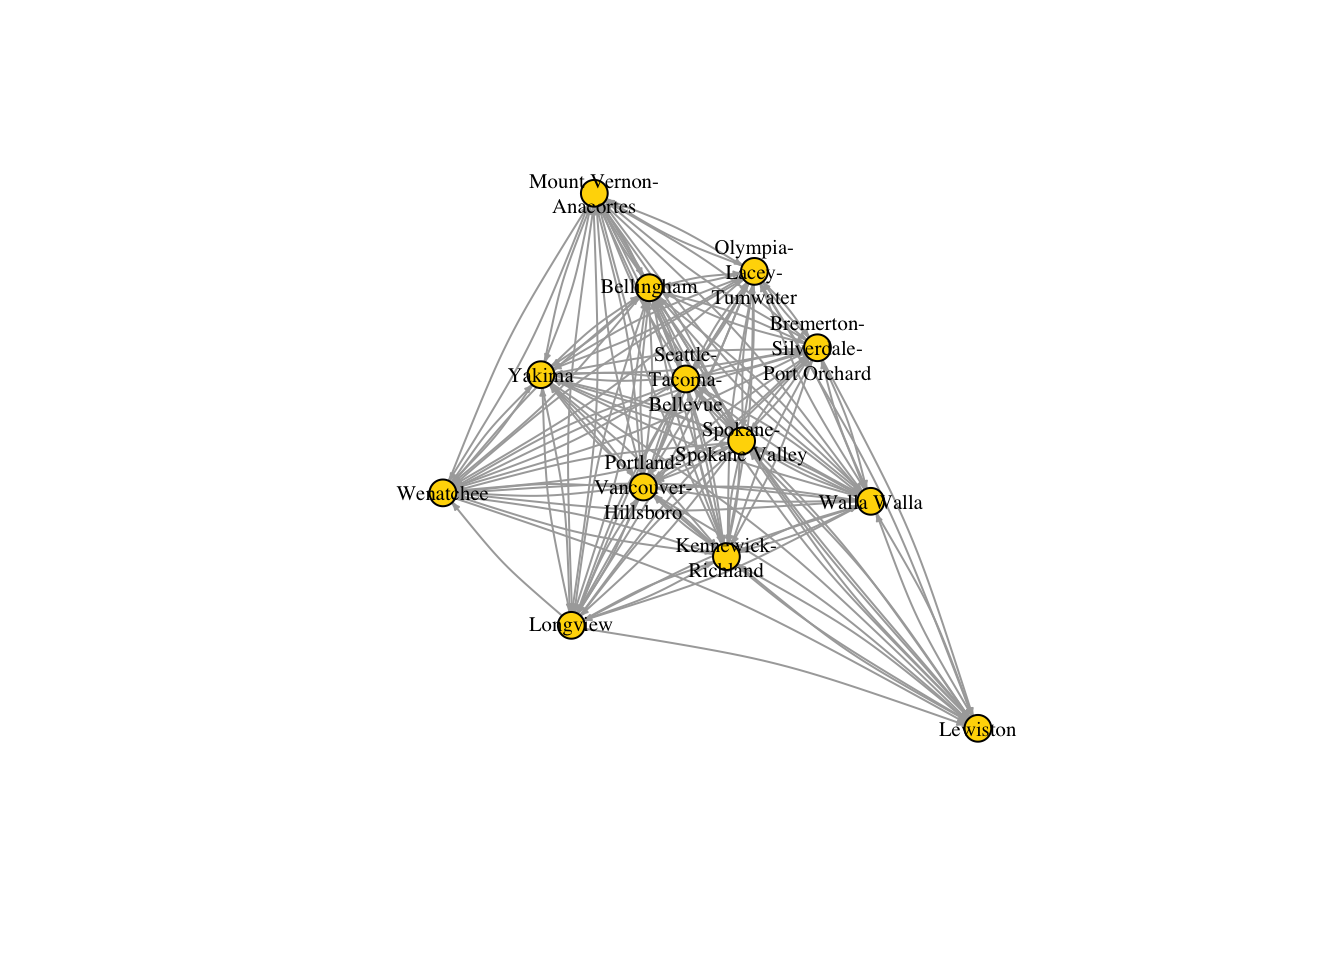 Mount Vernon-
Anacortes
Olympia-
Lacey-
Tumwater
Bellingham
Bremerton-
Silverdale-
Port Orchard
Seattle-
Tacoma-
Bellevue
Yakima
Spokane-
Spokane Valley
Portland-
Vancouver-
Hillsboro
Wenatchee
Walla Walla
Kennewick-
Richland
Longview
Lewiston